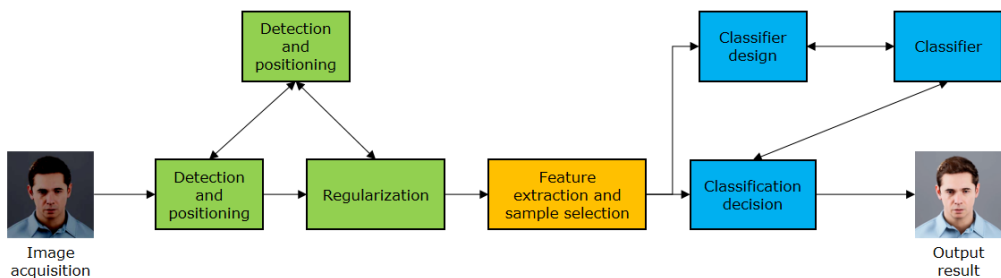 Detection
and
positioning
Classifier
design
Classifier
Detection
and
positioning
Regularization
Feature
extraction and
sample selection
Classification
decision
Image
acquisition
Output
result